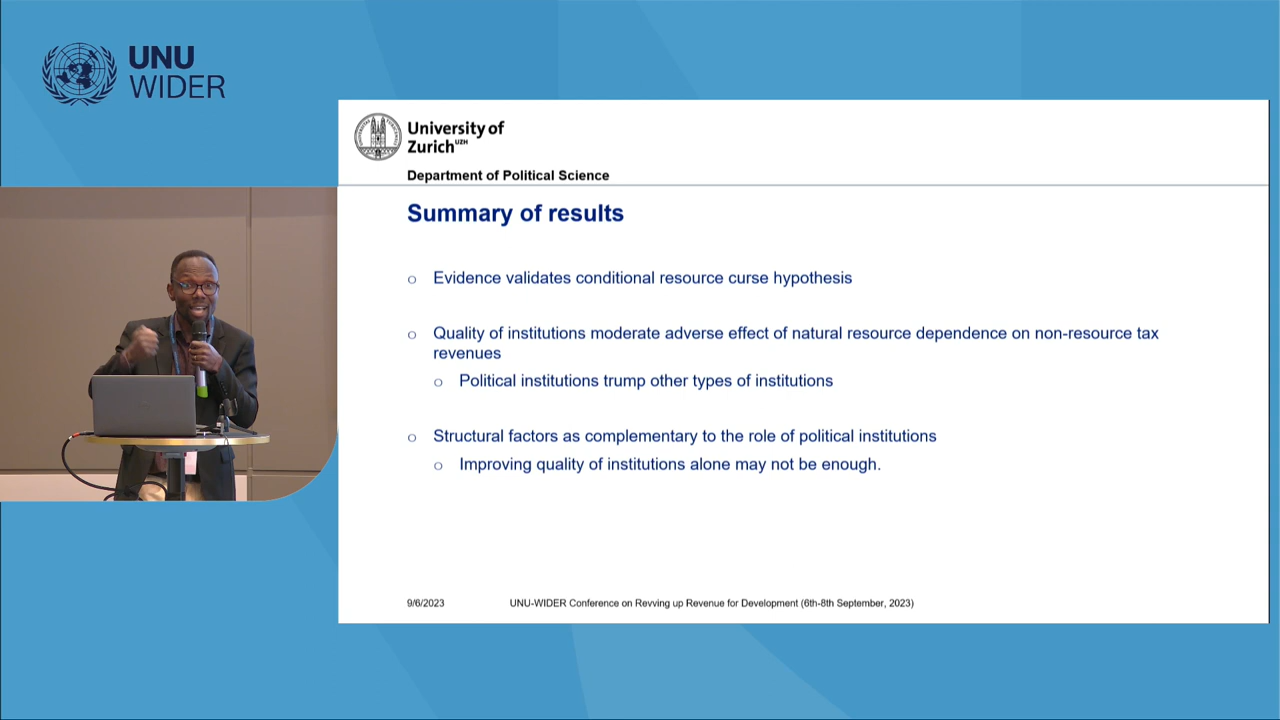 UNU
WIDER
University of
Zurich UZH
Department of Political Science
Summary of results
o Evidence validates conditional resource curse hypothesis
o Quality of institutions moderate adverse effect of natural resource dependence on non-resource tax
revenues
o Political institutions trump other types of institutions
o Structural factors as complementary to the role of political institutions
o Improving quality of institutions alone may not be enough.
9/6/2023 UNU-WIDER Conference on Revving up Revenue for Development (6th-8th September, 2023)